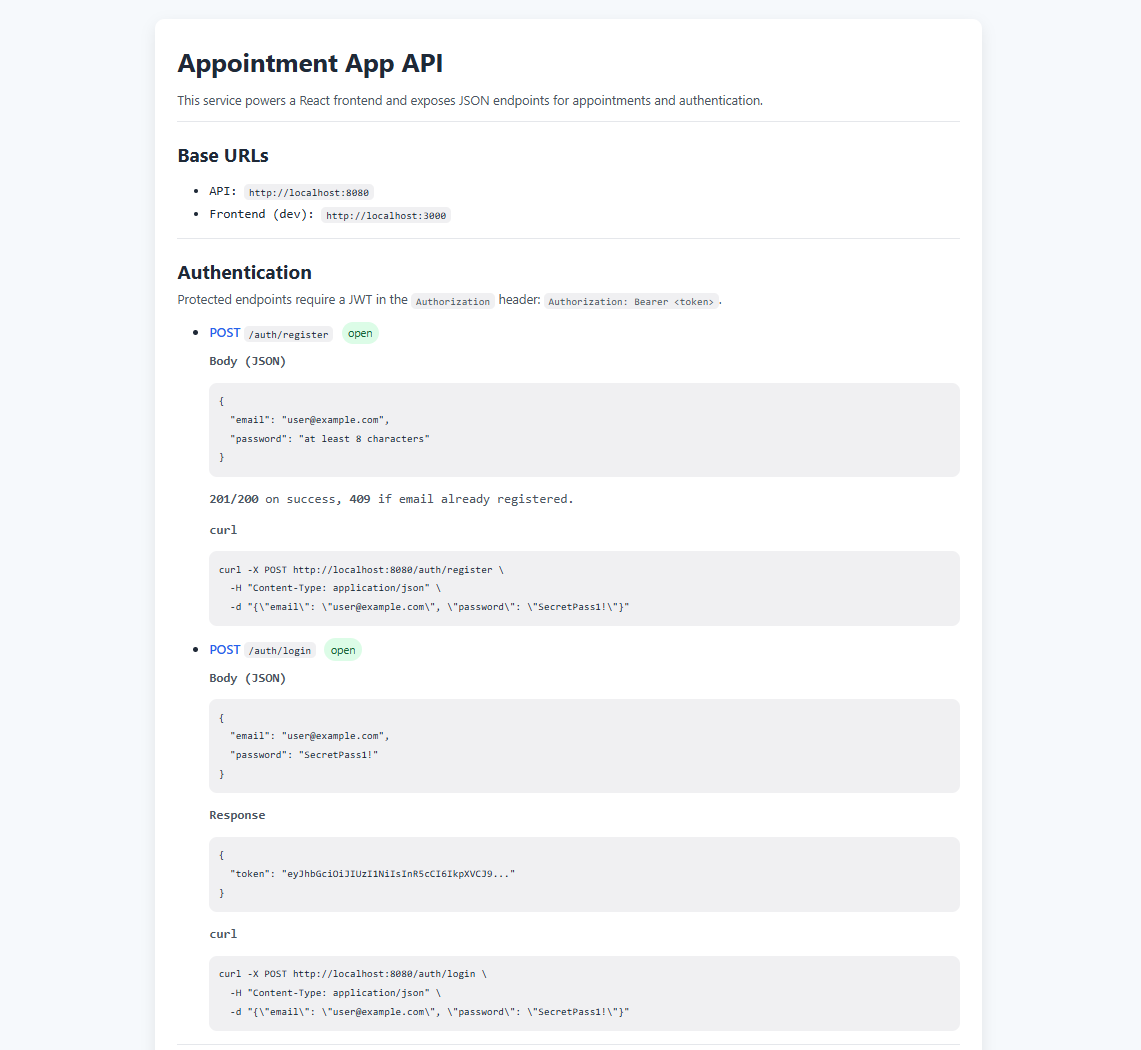 Appointment App API
This service powers a React frontend and exposes JSON endpoints for appointments and authentication.
Base URLs
• API: http://localhost:8080
• Frontend (dev): http://localhost:3000
Authentication
Protected endpoints require a JWT in the Authorization header: Authorization: Bearer <token>.
• POST /auth/register open
Body (JSON)
{
  "email": "user@example.com",
  "password": "at least 8 characters"
}
201/200 on success, 409 if email already registered.
curl
curl -X POST http://localhost:8080/auth/register \
  -H "Content-Type: application/json" \
  -d "{\"email\": \"user@example.com\", \"password\": \"SecretPass1!\"}"
• POST /auth/login open
Body (JSON)
{
  "email": "user@example.com",
  "password": "SecretPass1!"
}
Response
{
  "token": "eyJhbGciOiJIUzI1NiIsInR5cCI6IkpXVCJ9..."
}
curl
curl -X POST http://localhost:8080/auth/login \
  -H "Content-Type: application/json" \
  -d "{\"email\": \"user@example.com\", \"password\": \"SecretPass1!\"}"